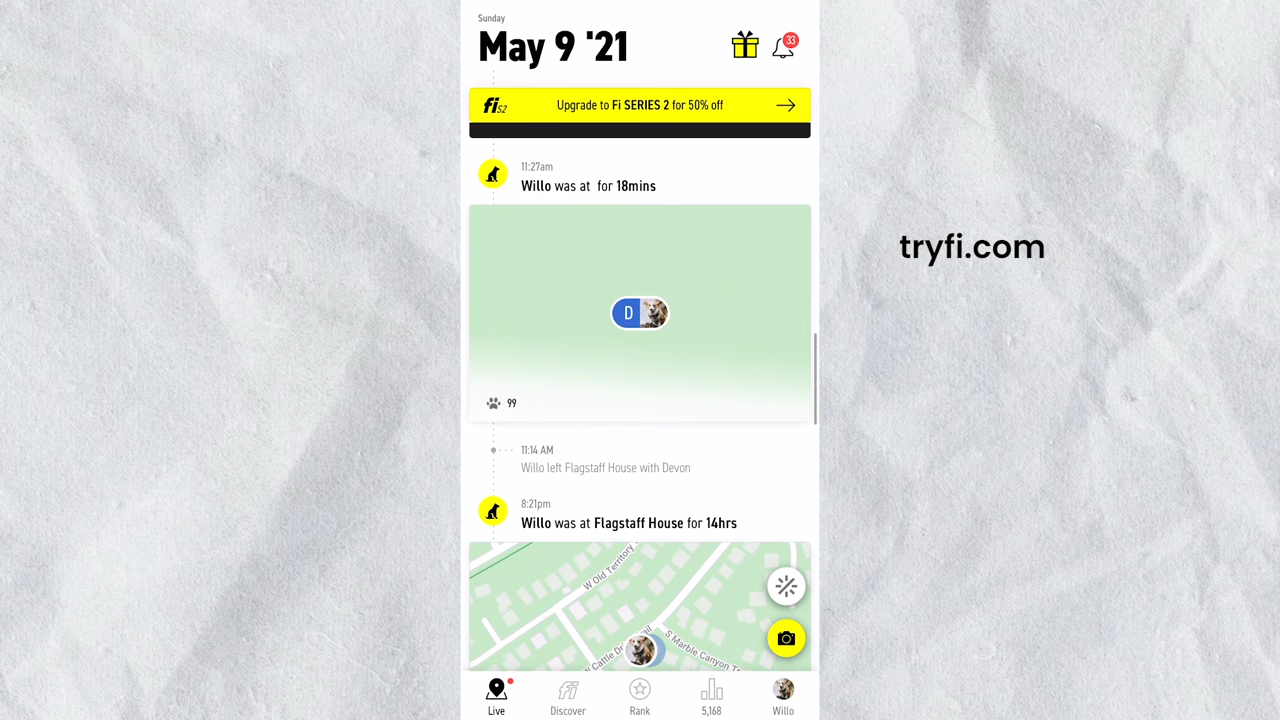 Sunday
May 9 '21
33
fi S2
Upgrade to Fi SERIES 2 for 50% off
tryfi.com
11:27am
Willo was at for 18mins
D
99
11:14 AM
Willo left Flagstaff House with Devon
8:21pm
Willo was at Flagstaff House for 14hrs
W Old Territory
S Marble Canyon
W Cattle
Live
fi
Discover
Rank
5,168
Willo